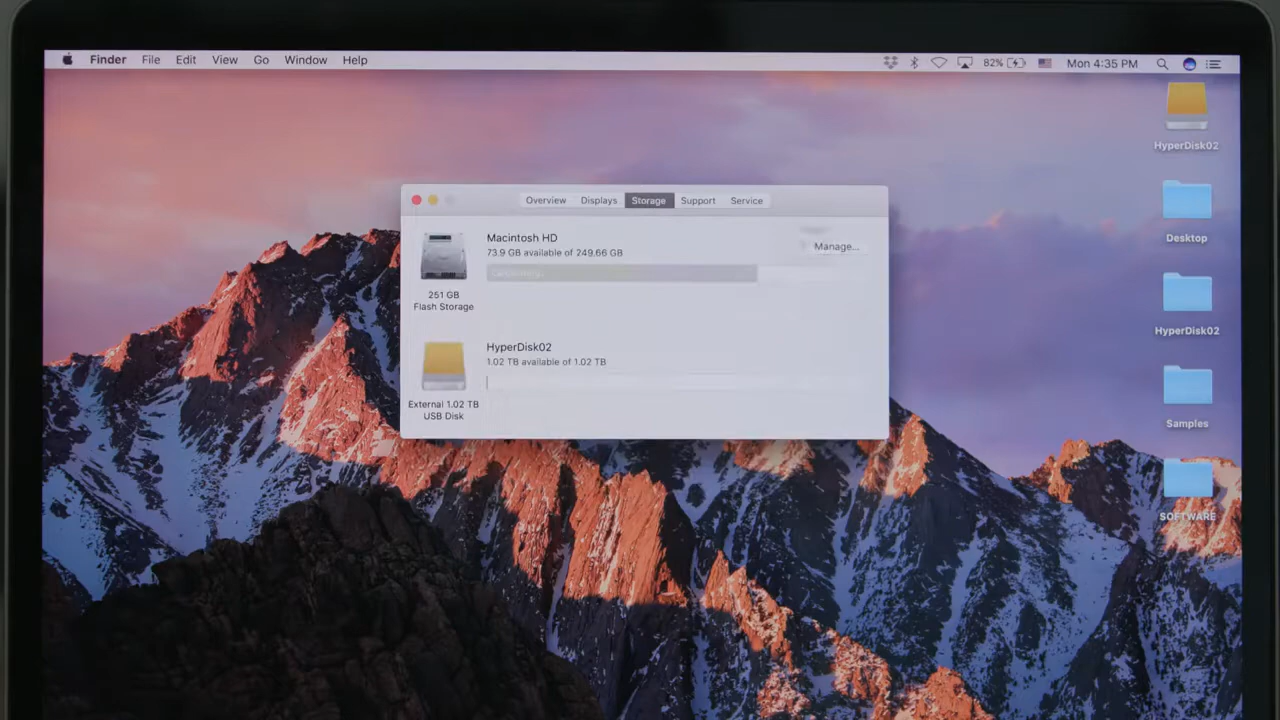 Finder File Edit View Go Window Help
82% Mon 4:35 PM
HyperDisk02
Desktop
HyperDisk02
Samples
SOFTWARE
Overview Displays Storage Support Service
Macintosh HD
73.9 GB available of 249.66 GB
Manage...
251 GB
Flash Storage
HyperDisk02
1.02 TB available of 1.02 TB
External 1.02 TB
USB Disk